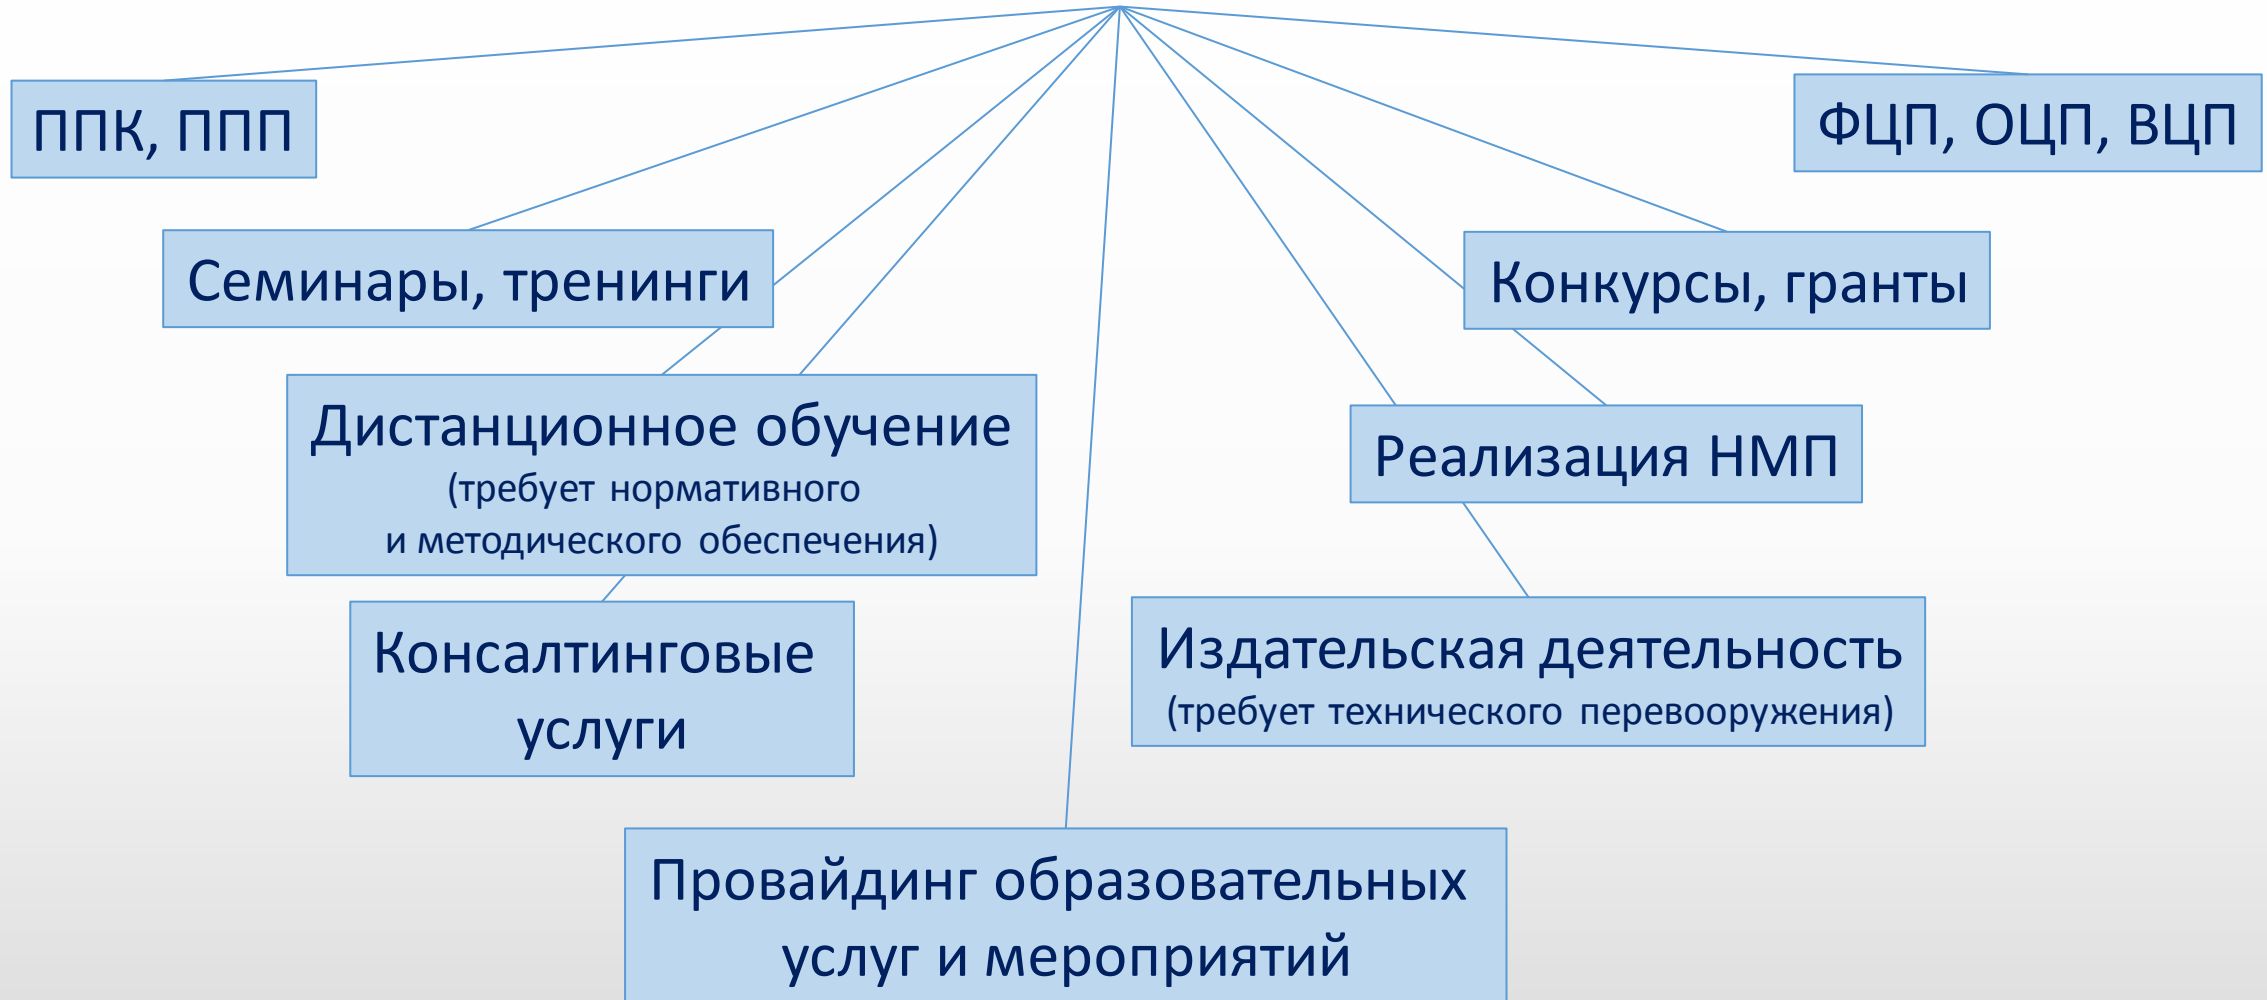 ППК, ППП
ФЦП, ОЦП, ВЦП
Семинары, тренинги
Конкурсы, гранты
Дистанционное обучение
(требует нормативного
и методического обеспечения)
Реализация НМП
Консалтинговые
услуги
Издательская деятельность
(требует технического перевооружения)
Провайдинг образовательных
услуг и мероприятий